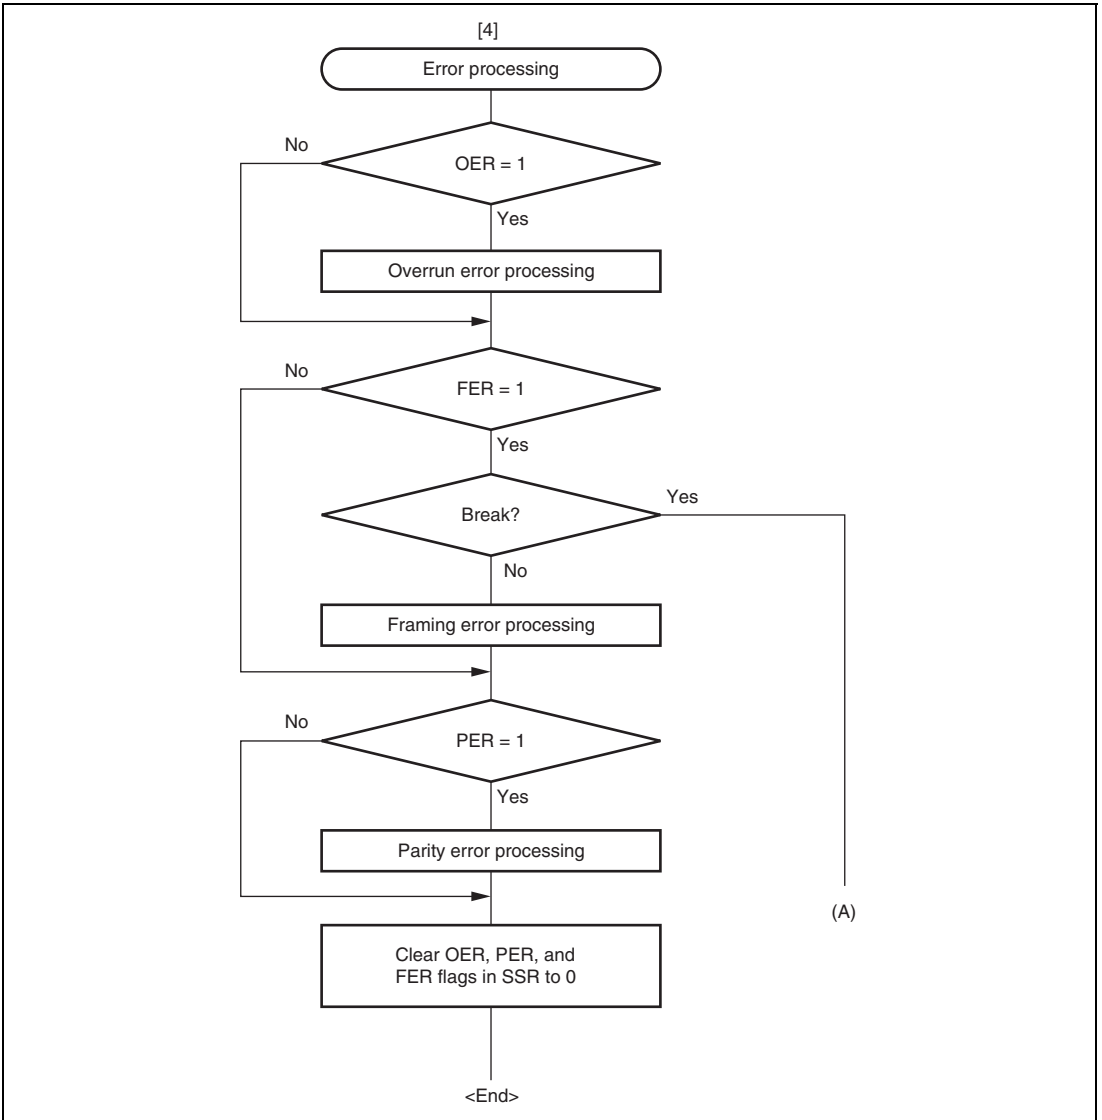 [4]
Error processing
No
OER = 1
Yes
Overrun error processing
No
FER = 1
Yes
Break?
Yes
No
Framing error processing
No
PER = 1
Yes
Parity error processing
(A)
Clear OER, PER, and
FER flags in SSR to 0
<End>